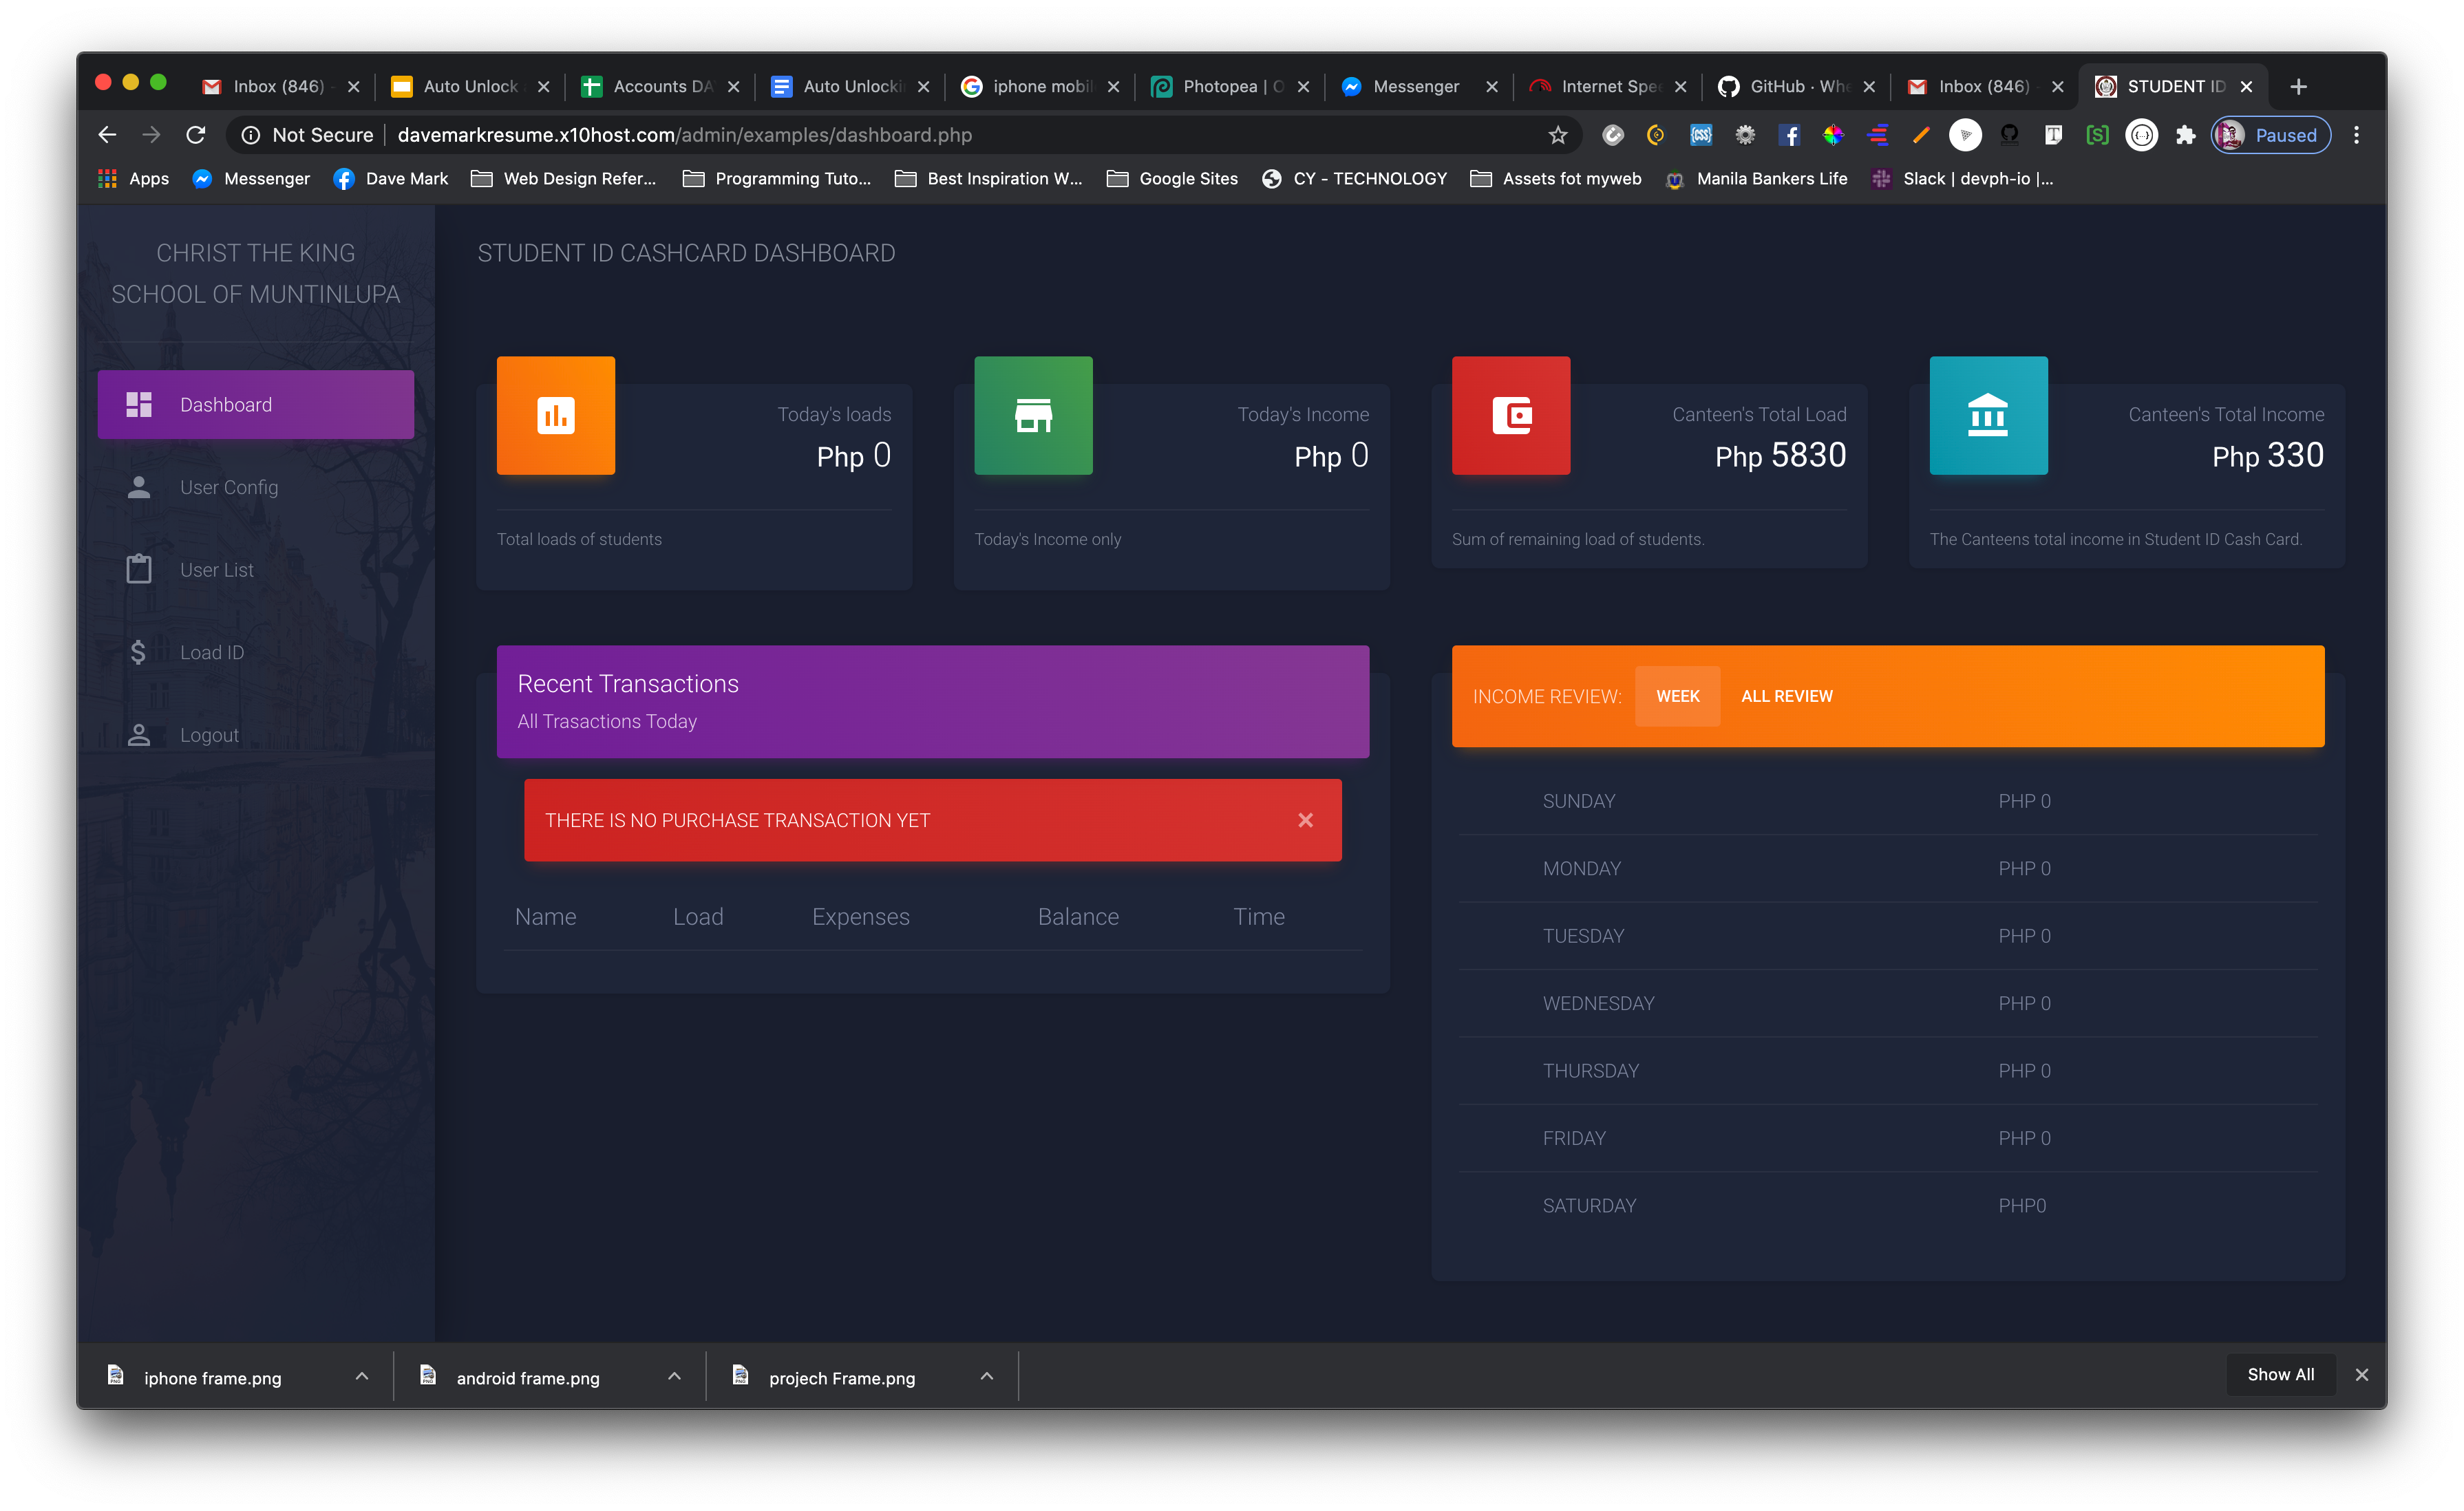 Inbox (846) -
Auto Unlock
Accounts DA
Auto Unlocki
iphone mobil
Photopea | O
Messenger
Internet Spee
GitHub · Whe
Inbox (846) -
STUDENT ID
Not Secure
davemarkresume.x10host.com/admin/examples/dashboard.php
Paused
Apps
Messenger
Dave Mark
Web Design Refer...
Programming Tuto...
Best Inspiration W...
Google Sites
CY - TECHNOLOGY
Assets fot myweb
Manila Bankers Life
Slack | devph-io |...
CHRIST THE KING
SCHOOL OF MUNTINLUPA
Dashboard
User Config
User List
Load ID
Logout
STUDENT ID CASHCARD DASHBOARD
Today's loads
Php 0
Total loads of students
Today's Income
Php 0
Today's Income only
Canteen's Total Load
Php 5830
Sum of remaining load of students.
Canteen's Total Income
Php 330
The Canteens total income in Student ID Cash Card.
Recent Transactions
All Trasactions Today
THERE IS NO PURCHASE TRANSACTION YET
Name Load Expenses Balance Time
INCOME REVIEW: WEEK ALL REVIEW
SUNDAY PHP 0
MONDAY PHP 0
TUESDAY PHP 0
WEDNESDAY PHP 0
THURSDAY PHP 0
FRIDAY PHP 0
SATURDAY PHP0
iphone frame.png
android frame.png
projech Frame.png
Show All